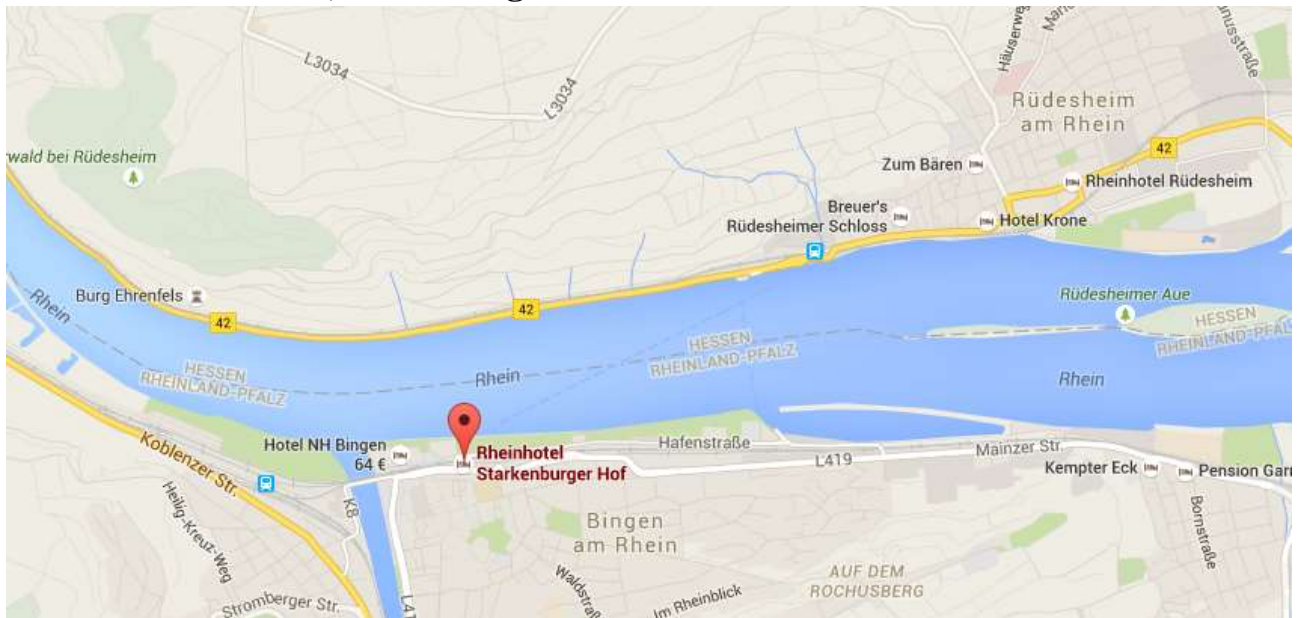 L3034
L3034
Häuserweg
Rüdesheim
am Rhein
42
wald bei Rüdesheim
Zum Bären
Rheinhotel Rüdesheim
Breuer's
Rüdesheimer Schloss
Hotel Krone
Rhein
Burg Ehrenfels
42
42
Rüdesheimer Aue
HESSEN
RHEINLAND-PFALZ
HESSEN
RHEINLAND-PFALZ
HESSEN
RHEINLAND-PFALZ
Rhein
Rhein
Koblenzer Str.
Hotel NH Bingen
64 €
Rheinhotel
Starkenburger Hof
Hafenstraße
L419
Mainzer Str.
Kempter Eck
Pension Garn
K8
Heilig-Kreuz-Weg
Bingen
am Rhein
Bornstraße
AUF DEM
ROCHUSBERG
Waldstraß
Im Rheinblick
Stromberger Str.